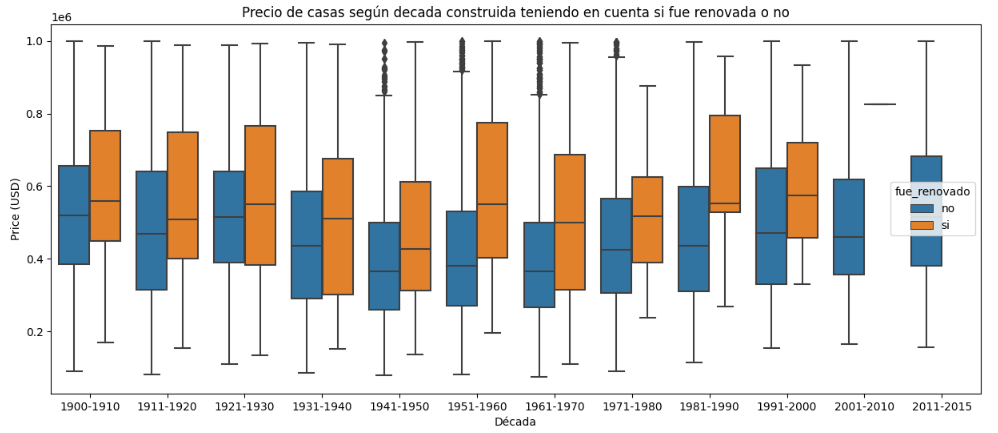 Precio de casas según decada construida teniendo en cuenta si fue renovada o no
1e6
1.0
0.8
0.6
0.4
0.2
Price (USD)
fue_renovado
no
si
1900-1910 1911-1920 1921-1930 1931-1940 1941-1950 1951-1960 1961-1970 1971-1980 1981-1990 1991-2000 2001-2010 2011-2015
Década